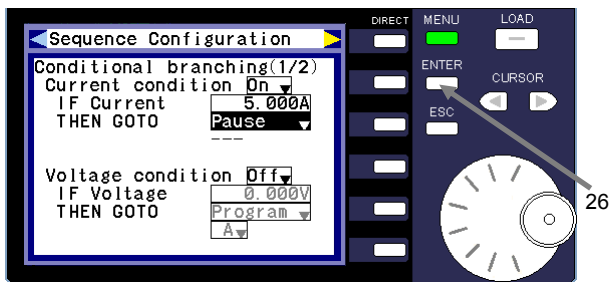 DIRECT MENU LOAD
Sequence Configuration
Conditional branching(1/2)
Current condition On
IF Current 5.000A
THEN GOTO Pause
---
Voltage condition Off
IF Voltage 0.000V
THEN GOTO Program
A
ENTER
CURSOR
ESC
26